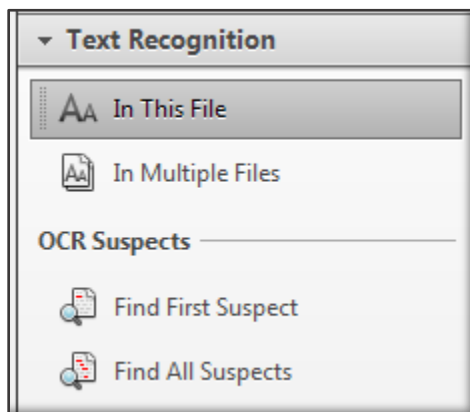 Text Recognition
In This File
In Multiple Files
OCR Suspects
Find First Suspect
Find All Suspects